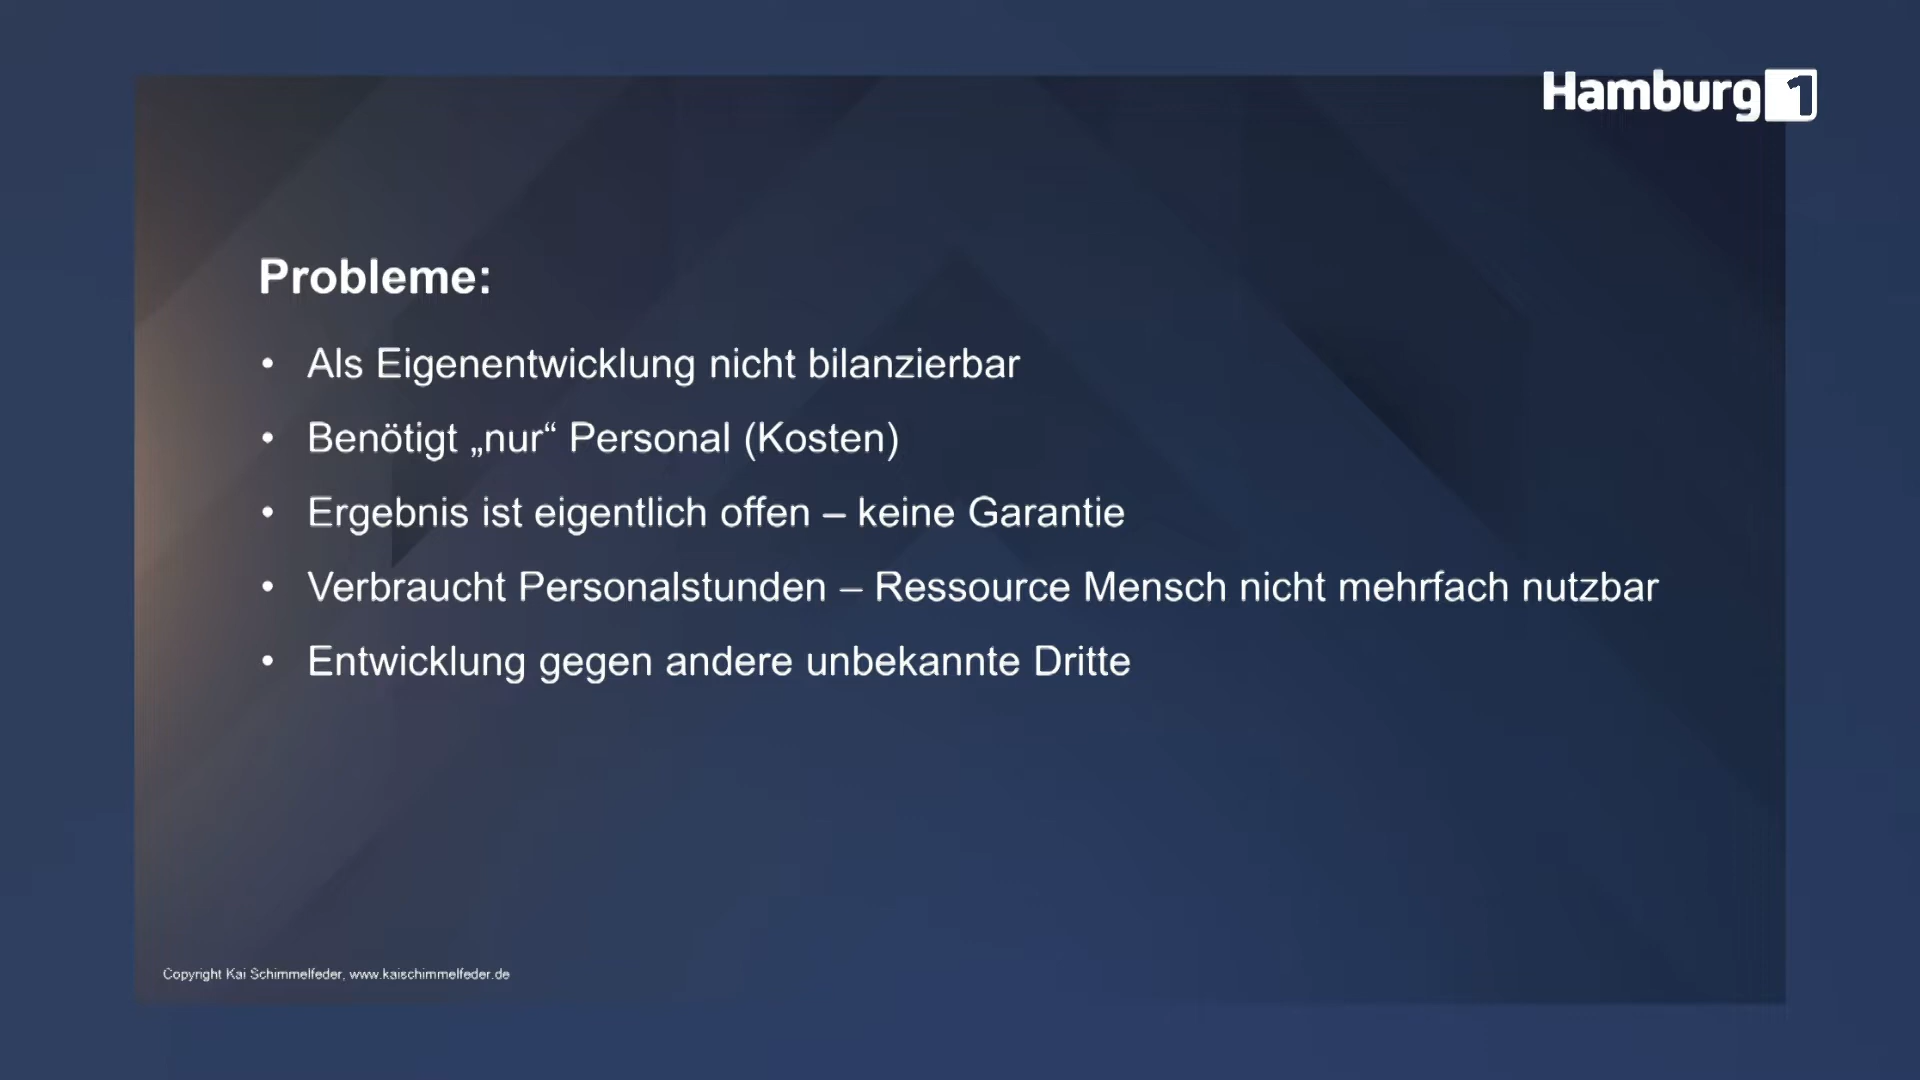 Hamburg 1
Probleme:
• Als Eigenentwicklung nicht bilanzierbar
• Benötigt „nur“ Personal (Kosten)
• Ergebnis ist eigentlich offen – keine Garantie
• Verbraucht Personalstunden – Ressource Mensch nicht mehrfach nutzbar
• Entwicklung gegen andere unbekannte Dritte
Copyright Kai Schimmelfeder, www.kaischimmelfeder.de